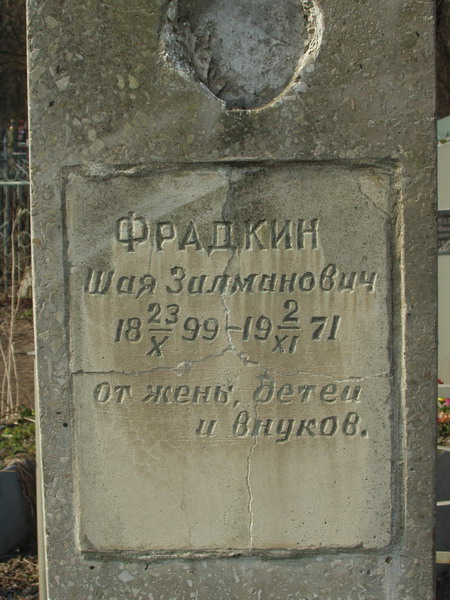 ФРАДКИН
Шая Залманович
18 23/X 99-19 2/XI 71
От жены, детей
и внуков.